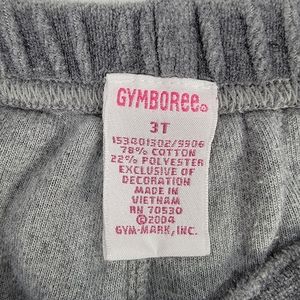 GYMBOREE®
3T
153401302/9906
78% COTTON
22% POLYESTER
EXCLUSIVE OF
DECORATION
MADE IN
VIETNAM
RN 70530
©2004
GYM-MARK, INC.